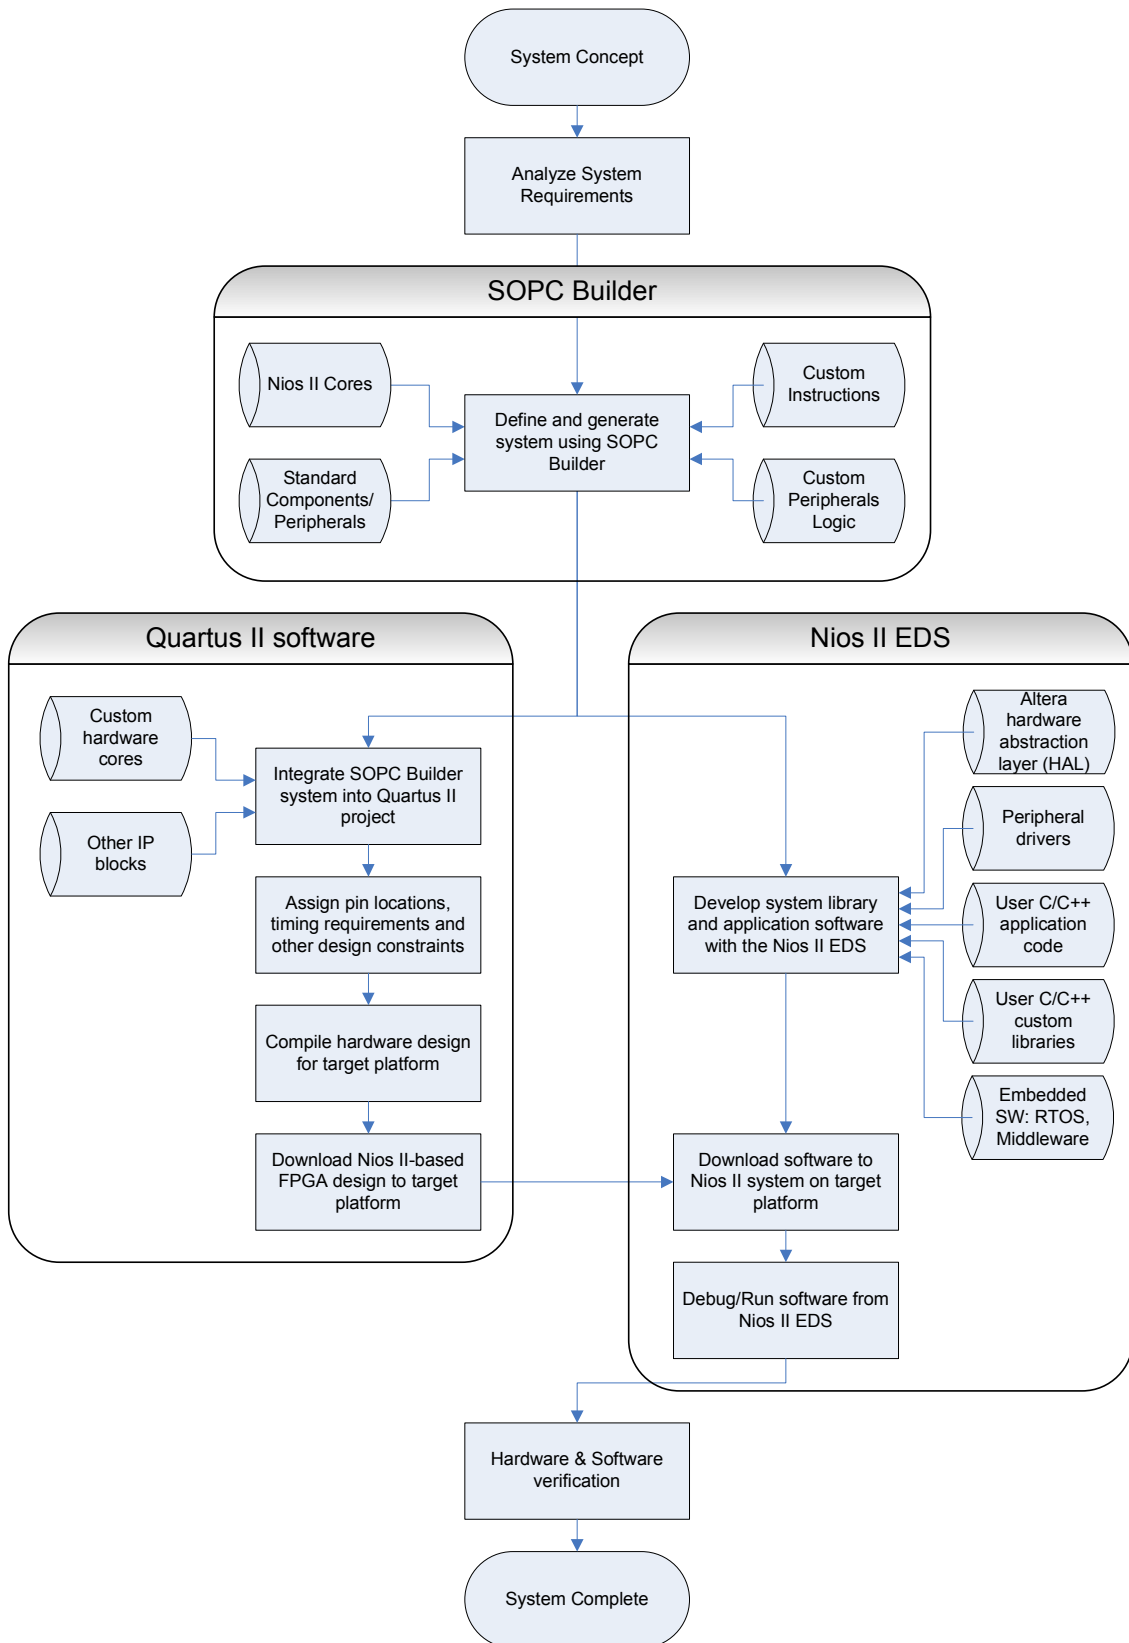 System Concept
Analyze System
Requirements
SOPC Builder
Nios II Cores
Custom
Instructions
Define and generate
system using SOPC
Builder
Standard
Components/
Peripherals
Custom
Peripherals
Logic
Quartus II software
Custom
hardware
cores
Integrate SOPC Builder
system into Quartus II
project
Other IP
blocks
Assign pin locations,
timing requirements and
other design constraints
Compile hardware design
for target platform
Download Nios II-based
FPGA design to target
platform
Nios II EDS
Altera
hardware
abstraction
layer (HAL)
Peripheral
drivers
Develop system library
and application software
with the Nios II EDS
User C/C++
application
code
User C/C++
custom
libraries
Embedded
SW: RTOS,
Middleware
Download software to
Nios II system on target
platform
Debug/Run software from
Nios II EDS
Hardware & Software
verification
System Complete